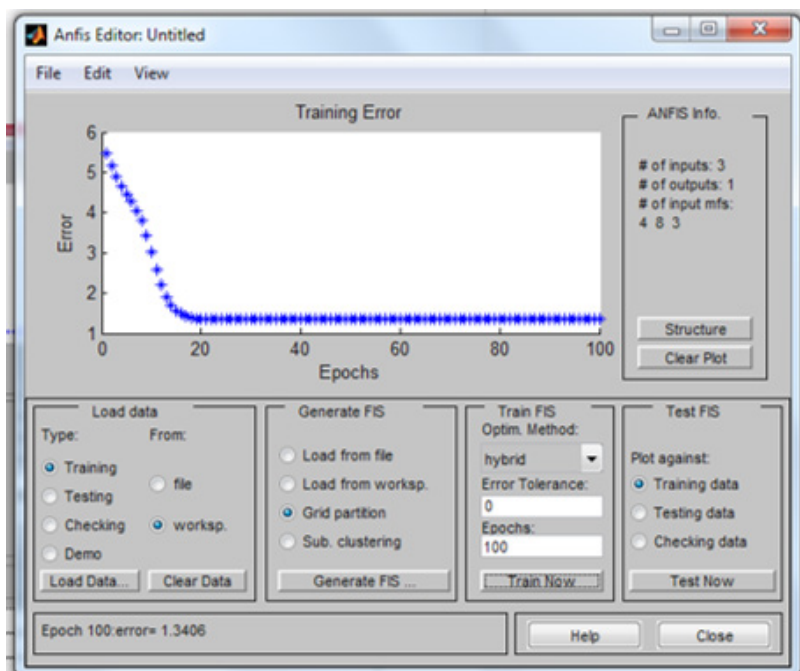 Anfis Editor: Untitled
File Edit View
Training Error
6
5
4
3
2
1
Error
0 20 40 60 80 100
Epochs
ANFIS Info.
# of inputs: 3
# of outputs: 1
# of input mfs:
4 8 3
Structure
Clear Plot
Load data
Type: From:
Training
Testing
Checking
Demo
file
worksp.
Load Data... Clear Data
Generate FIS
Load from file
Load from worksp.
Grid partition
Sub. clustering
Generate FIS ...
Train FIS
Optim. Method:
hybrid
Error Tolerance:
0
Epochs:
100
Train Now
Test FIS
Plot against:
Training data
Testing data
Checking data
Test Now
Epoch 100:error= 1.3406
Help Close